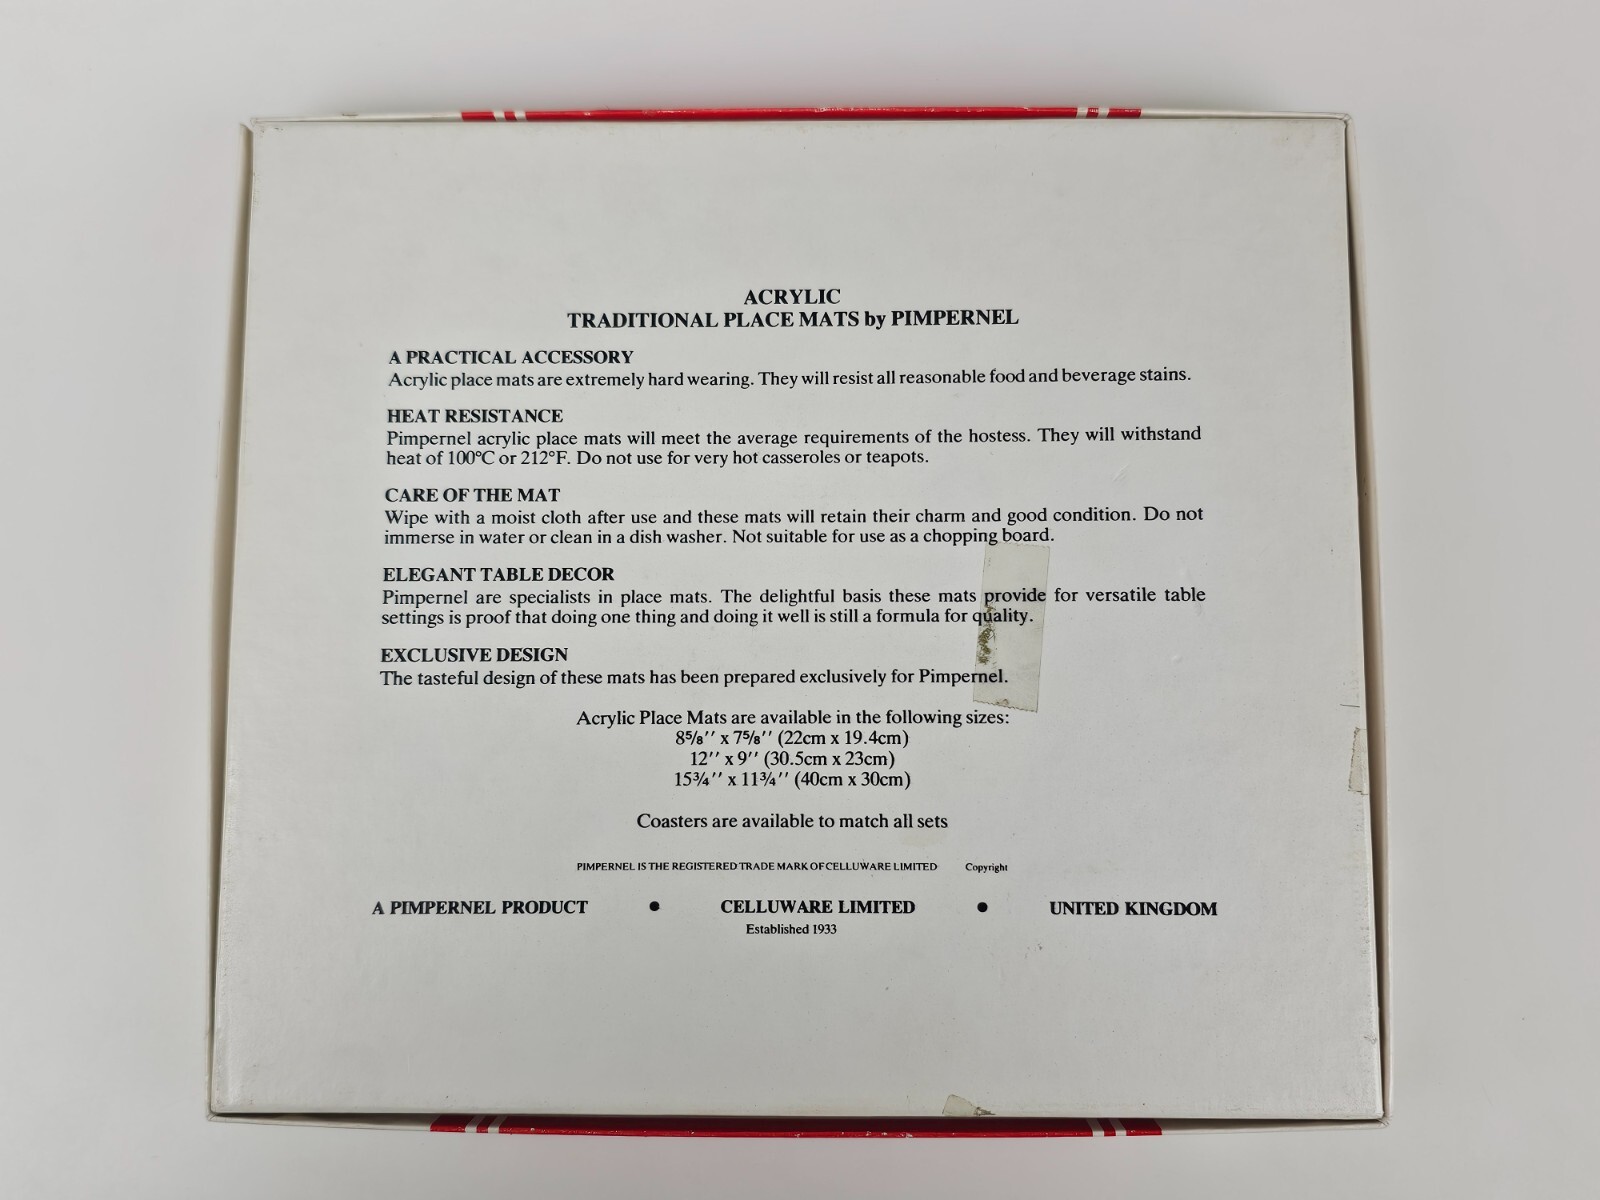 ACRYLIC
TRADITIONAL PLACE MATS by PIMPERNEL
A PRACTICAL ACCESSORY
Acrylic place mats are extremely hard wearing. They will resist all reasonable food and beverage stains.
HEAT RESISTANCE
Pimpernel acrylic place mats will meet the average requirements of the hostess. They will withstand
heat of 100°C or 212°F. Do not use for very hot casseroles or teapots.
CARE OF THE MAT
Wipe with a moist cloth after use and these mats will retain their charm and good condition. Do not
immerse in water or clean in a dish washer. Not suitable for use as a chopping board.
ELEGANT TABLE DECOR
Pimpernel are specialists in place mats. The delightful basis these mats provide for versatile table
settings is proof that doing one thing and doing it well is still a formula for quality.
EXCLUSIVE DESIGN
The tasteful design of these mats has been prepared exclusively for Pimpernel.
Acrylic Place Mats are available in the following sizes:
8⅝'' x 7⅝'' (22cm x 19.4cm)
12'' x 9'' (30.5cm x 23cm)
15¾'' x 11¾'' (40cm x 30cm)
Coasters are available to match all sets
PIMPERNEL IS THE REGISTERED TRADE MARK OF CELLUWARE LIMITED Copyright
A PIMPERNEL PRODUCT • CELLUWARE LIMITED • UNITED KINGDOM
Established 1933